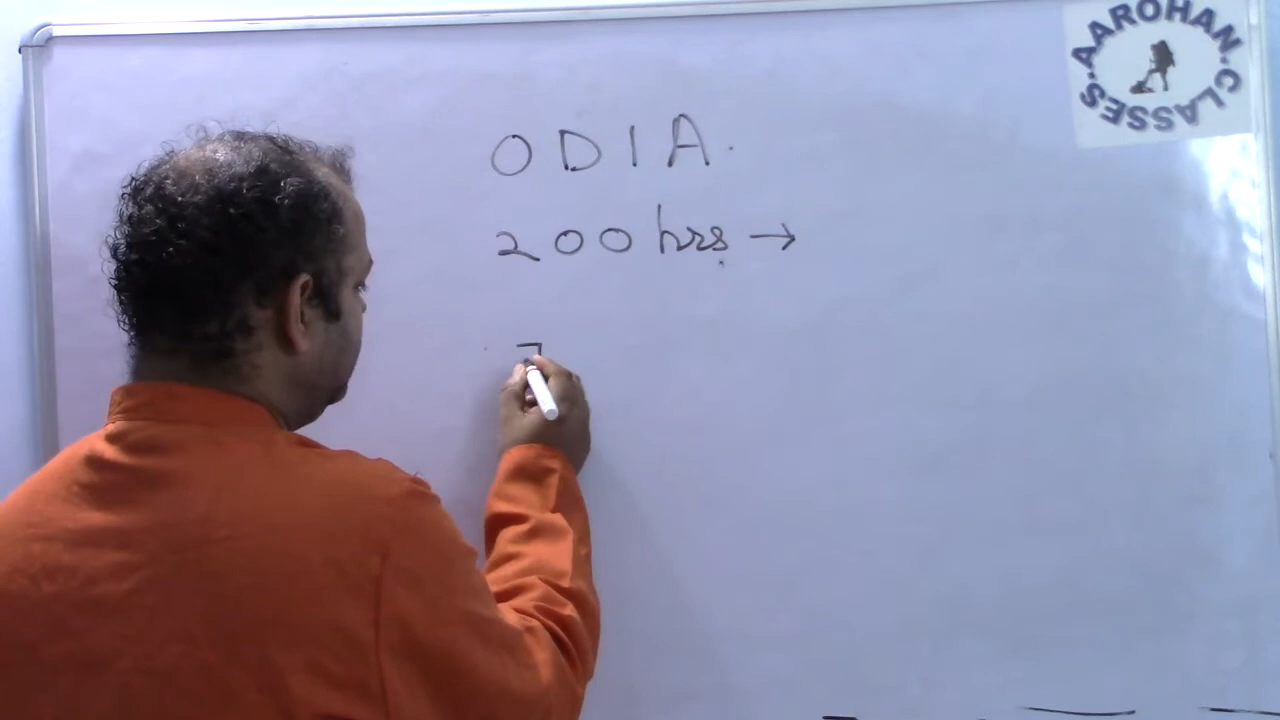 AAROHAN. CLASSES.
ODIA.
200 hrs →